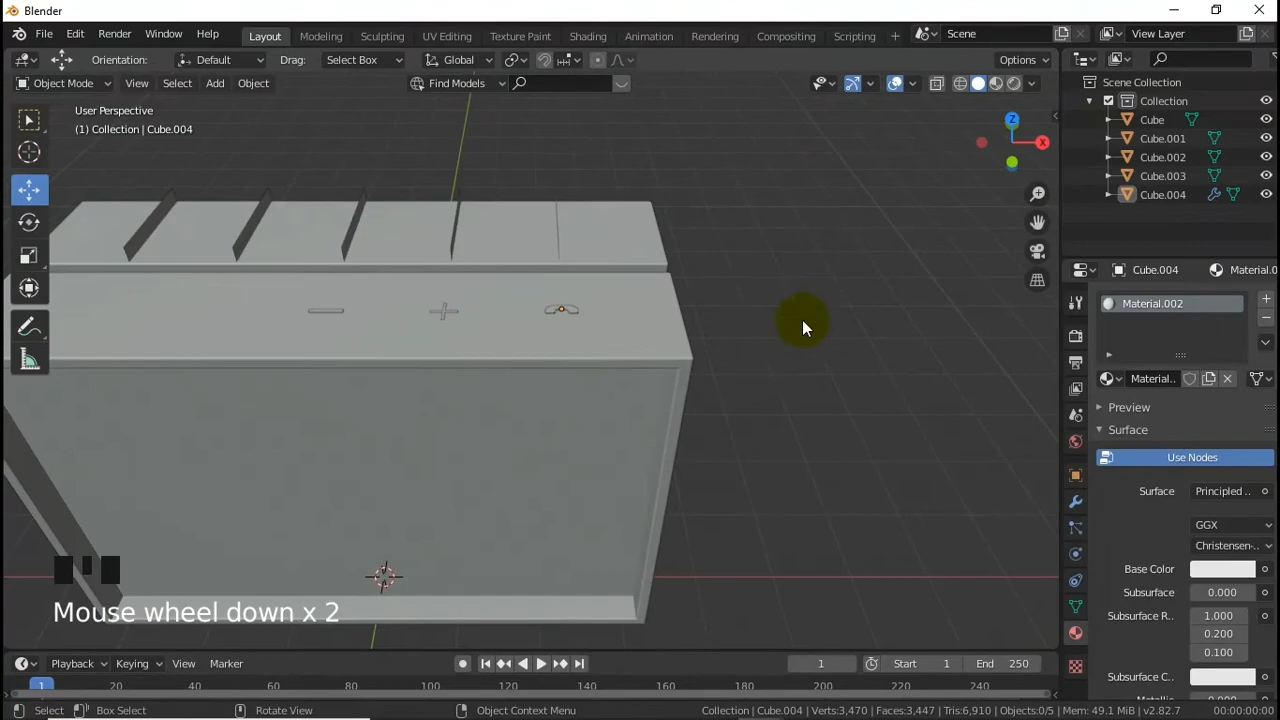 Blender
File Edit Render Window Help Layout Modeling Sculpting UV Editing Texture Paint Shading Animation Rendering Compositing Scripting + Scene View Layer
Orientation: Default Drag: Select Box Global Options
Object Mode View Select Add Object Find Models
User Perspective
(1) Collection | Cube.004
Z
X
Scene Collection
Collection
Cube
Cube.001
Cube.002
Cube.003
Cube.004
Cube.004 Material.0
Material.002
Material..
Preview
Surface
Use Nodes
Surface Principled ..
GGX
Christensen-..
Base Color
Subsurface 0.000
Subsurface R.. 1.000
0.200
0.100
Subsurface C..
Mouse wheel down x 2
Playback Keying View Marker 1 Start 1 End 250
1 20 40 60 80 100 120 140 160 180 200 220 240
Select Box Select Rotate View Object Context Menu Collection | Cube.004 | Verts:3,470 | Faces:3,447 | Tris:6,910 | Objects:0/5 | Mem: 49.1 MiB | v2.82.7 00:00:00:00